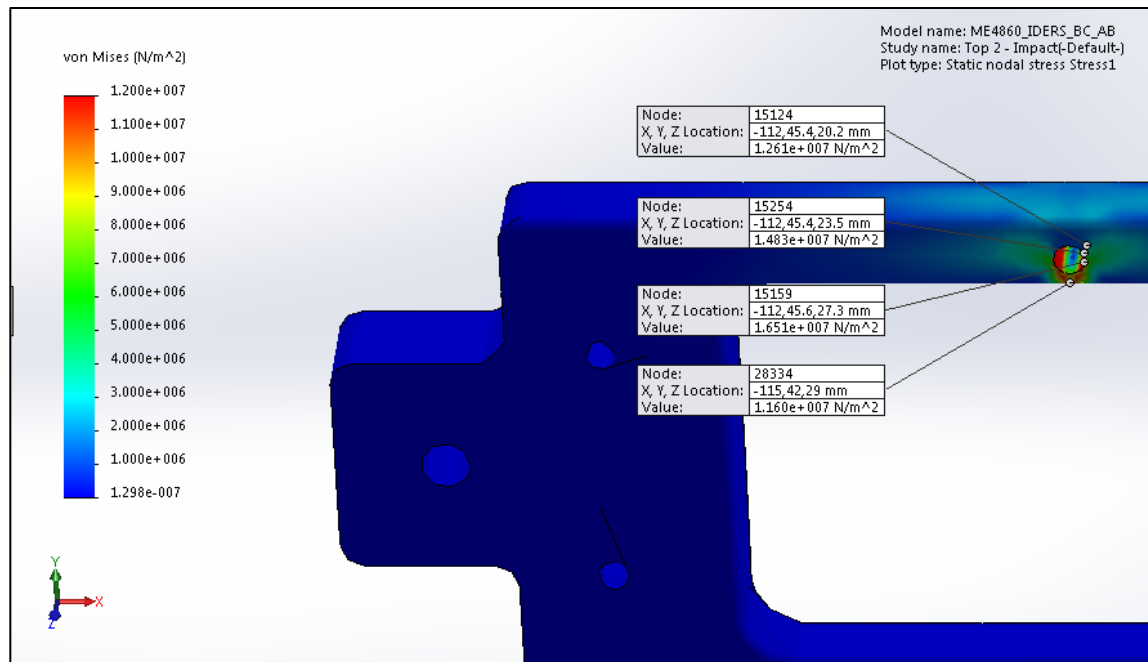 Model name: ME4860_IDERS_BC_AB
Study name: Top 2 - Impact(-Default-)
Plot type: Static nodal stress Stress1
von Mises (N/m^2)
1.200e+007
1.100e+007
1.000e+007
9.000e+006
8.000e+006
7.000e+006
6.000e+006
5.000e+006
4.000e+006
3.000e+006
2.000e+006
1.000e+006
1.298e-007
Node: 15124
X, Y, Z Location: -112,45.4,20.2 mm
Value: 1.261e+007 N/m^2
Node: 15254
X, Y, Z Location: -112,45.4,23.5 mm
Value: 1.483e+007 N/m^2
Node: 15159
X, Y, Z Location: -112,45.6,27.3 mm
Value: 1.651e+007 N/m^2
Node: 28334
X, Y, Z Location: -115,42,29 mm
Value: 1.160e+007 N/m^2
Y
X
Z